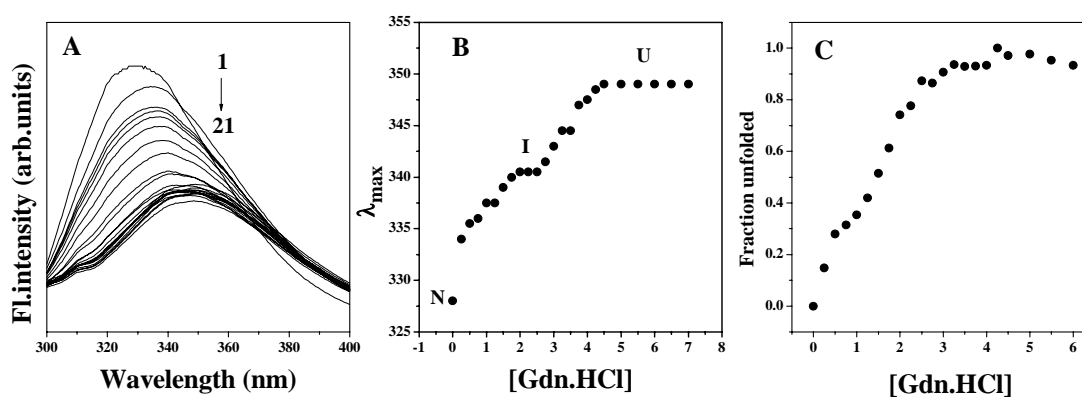 A
1
21
Fl.intensity (arb.units)
300 320 340 360 380 400
Wavelength (nm)
B
U
I
N
λmax
355
350
345
340
335
330
325
-1 0 1 2 3 4 5 6 7 8
[Gdn.HCl]
C
Fraction unfolded
1.0
0.8
0.6
0.4
0.2
0.0
0 1 2 3 4 5 6
[Gdn.HCl]